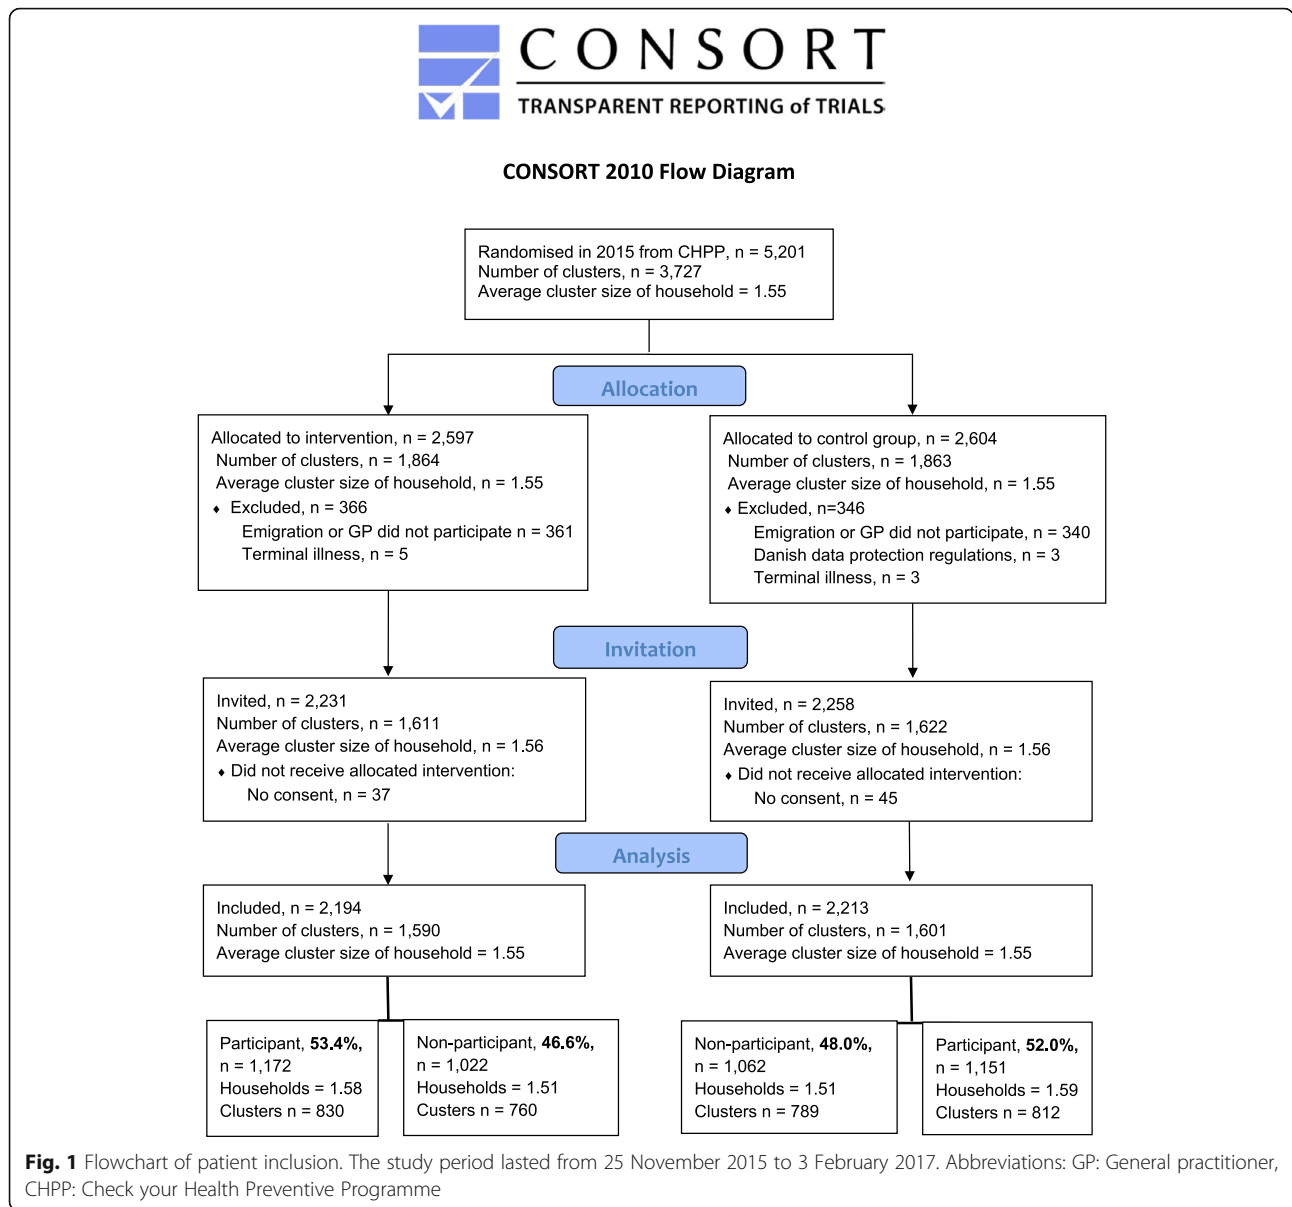 CONSORT
TRANSPARENT REPORTING of TRIALS
CONSORT 2010 Flow Diagram
Randomised in 2015 from CHPP, n = 5,201
Number of clusters, n = 3,727
Average cluster size of household = 1.55
Allocation
Allocated to intervention, n = 2,597
Number of clusters, n = 1,864
Average cluster size of household, n = 1.55
♦ Excluded, n = 366
Emigration or GP did not participate n = 361
Terminal illness, n = 5
Allocated to control group, n = 2,604
Number of clusters, n = 1,863
Average cluster size of household, n = 1.55
♦ Excluded, n=346
Emigration or GP did not participate, n = 340
Danish data protection regulations, n = 3
Terminal illness, n = 3
Invitation
Invited, n = 2,231
Number of clusters, n = 1,611
Average cluster size of household, n = 1.56
♦ Did not receive allocated intervention:
No consent, n = 37
Invited, n = 2,258
Number of clusters, n = 1,622
Average cluster size of household, n = 1.56
♦ Did not receive allocated intervention:
No consent, n = 45
Analysis
Included, n = 2,194
Number of clusters, n = 1,590
Average cluster size of household = 1.55
Included, n = 2,213
Number of clusters, n = 1,601
Average cluster size of household = 1.55
Participant, 53.4%,
n = 1,172
Households = 1.58
Clusters n = 830
Non-participant, 46.6%,
n = 1,022
Households = 1.51
Custers n = 760
Non-participant, 48.0%,
n = 1,062
Households = 1.51
Clusters n = 789
Participant, 52.0%,
n = 1,151
Households = 1.59
Clusters n = 812
Fig. 1 Flowchart of patient inclusion. The study period lasted from 25 November 2015 to 3 February 2017. Abbreviations: GP: General practitioner,
CHPP: Check your Health Preventive Programme